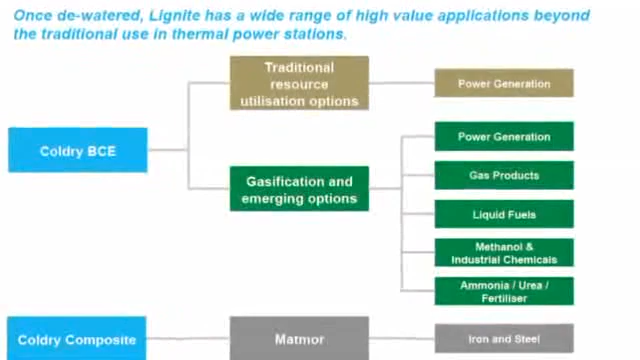 Once de-watered, Lignite has a wide range of high value applications beyond
the traditional use in thermal power stations.
Traditional
resource
utilisation options
Power Generation
Coldry BCE
Power Generation
Gasification and
emerging options
Gas Products
Liquid Fuels
Methanol &
Industrial Chemicals
Ammonia / Urea /
Fertiliser
Coldry Composite
Matmor
Iron and Steel